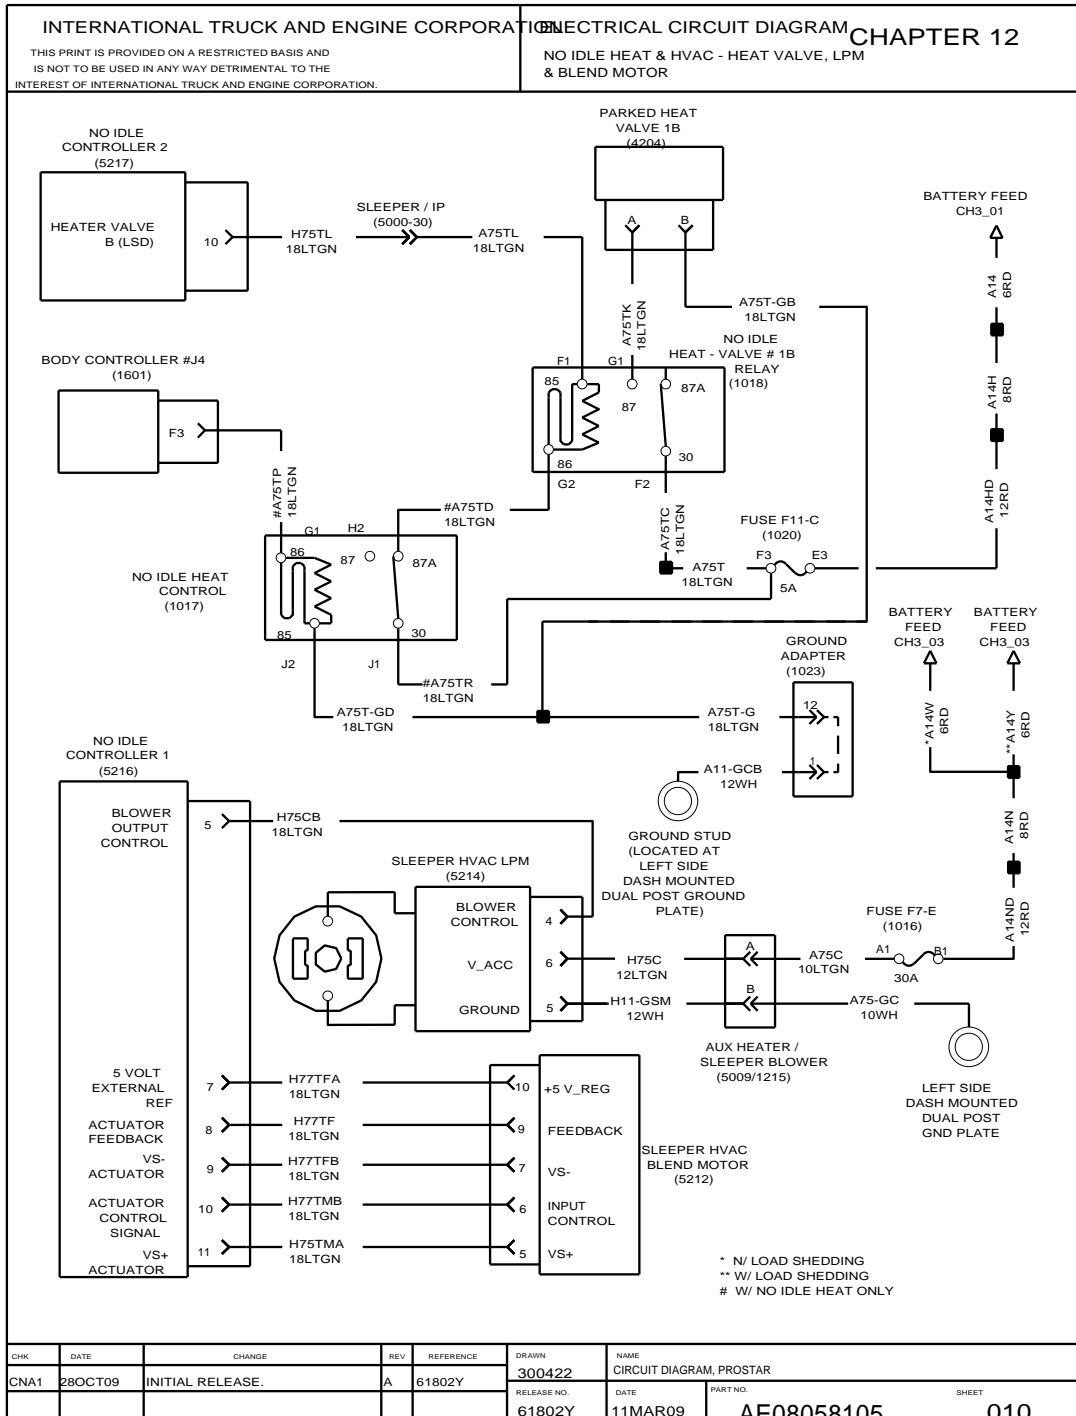 INTERNATIONAL TRUCK AND ENGINE CORPORATION
THIS PRINT IS PROVIDED ON A RESTRICTED BASIS AND
IS NOT TO BE USED IN ANY WAY DETRIMENTAL TO THE
INTEREST OF INTERNATIONAL TRUCK AND ENGINE CORPORATION.
ELECTRICAL CIRCUIT DIAGRAM
CHAPTER 12
NO IDLE HEAT & HVAC - HEAT VALVE, LPM
& BLEND MOTOR
NO IDLE
CONTROLLER 2
(5217)
HEATER VALVE
B (LSD)
10
H75TL
18LTGN
SLEEPER / IP
(5000-30)
A75TL
18LTGN
PARKED HEAT
VALVE 1B
(4204)
A
B
A75TK
18LTGN
A75T-GB
18LTGN
BATTERY FEED
CH3_01
A14
6RD
A14H
8RD
A14HD
12RD
BODY CONTROLLER #J4
(1601)
F3
#A75TP
18LTGN
NO IDLE
HEAT - VALVE # 1B
RELAY
(1018)
F1
G1
85
87
87A
86
30
G2
F2
#A75TD
18LTGN
A75TC
18LTGN
A75T
18LTGN
FUSE F11-C
(1020)
F3
E3
5A
NO IDLE HEAT
CONTROL
(1017)
G1
H2
86
87
87A
85
30
J2
J1
#A75TR
18LTGN
A75T-GD
18LTGN
A75T-G
18LTGN
GROUND
ADAPTER
(1023)
12
1
A11-GCB
12WH
GROUND STUD
(LOCATED AT
LEFT SIDE
DASH MOUNTED
DUAL POST GROUND
PLATE)
BATTERY
FEED
CH3_03
BATTERY
FEED
CH3_03
*A14W
6RD
**A14Y
6RD
A14N
8RD
A14ND
12RD
NO IDLE
CONTROLLER 1
(5216)
BLOWER
OUTPUT
CONTROL
5
H75CB
18LTGN
SLEEPER HVAC LPM
(5214)
BLOWER
CONTROL
4
V_ACC
6
GROUND
5
H75C
12LTGN
H11-GSM
12WH
A
B
AUX HEATER /
SLEEPER BLOWER
(5009/1215)
A75C
10LTGN
A75-GC
10WH
FUSE F7-E
(1016)
A1
B1
30A
LEFT SIDE
DASH MOUNTED
DUAL POST
GND PLATE
5 VOLT
EXTERNAL
REF
7
H77TFA
18LTGN
10
+5 V_REG
ACTUATOR
FEEDBACK
8
H77TF
18LTGN
9
FEEDBACK
VS-
ACTUATOR
9
H77TFB
18LTGN
7
VS-
ACTUATOR
CONTROL
SIGNAL
10
H77TMB
18LTGN
6
INPUT
CONTROL
VS+
ACTUATOR
11
H75TMA
18LTGN
5
VS+
SLEEPER HVAC
BLEND MOTOR
(5212)
* N/ LOAD SHEDDING
** W/ LOAD SHEDDING
# W/ NO IDLE HEAT ONLY
CHK DATE CHANGE REV REFERENCE
CNA1 28OCT09 INITIAL RELEASE. A 61802Y
DRAWN
300422
NAME
CIRCUIT DIAGRAM, PROSTAR
RELEASE NO.
61802Y
DATE
11MAR09
PART NO.
AE08058105
SHEET
010